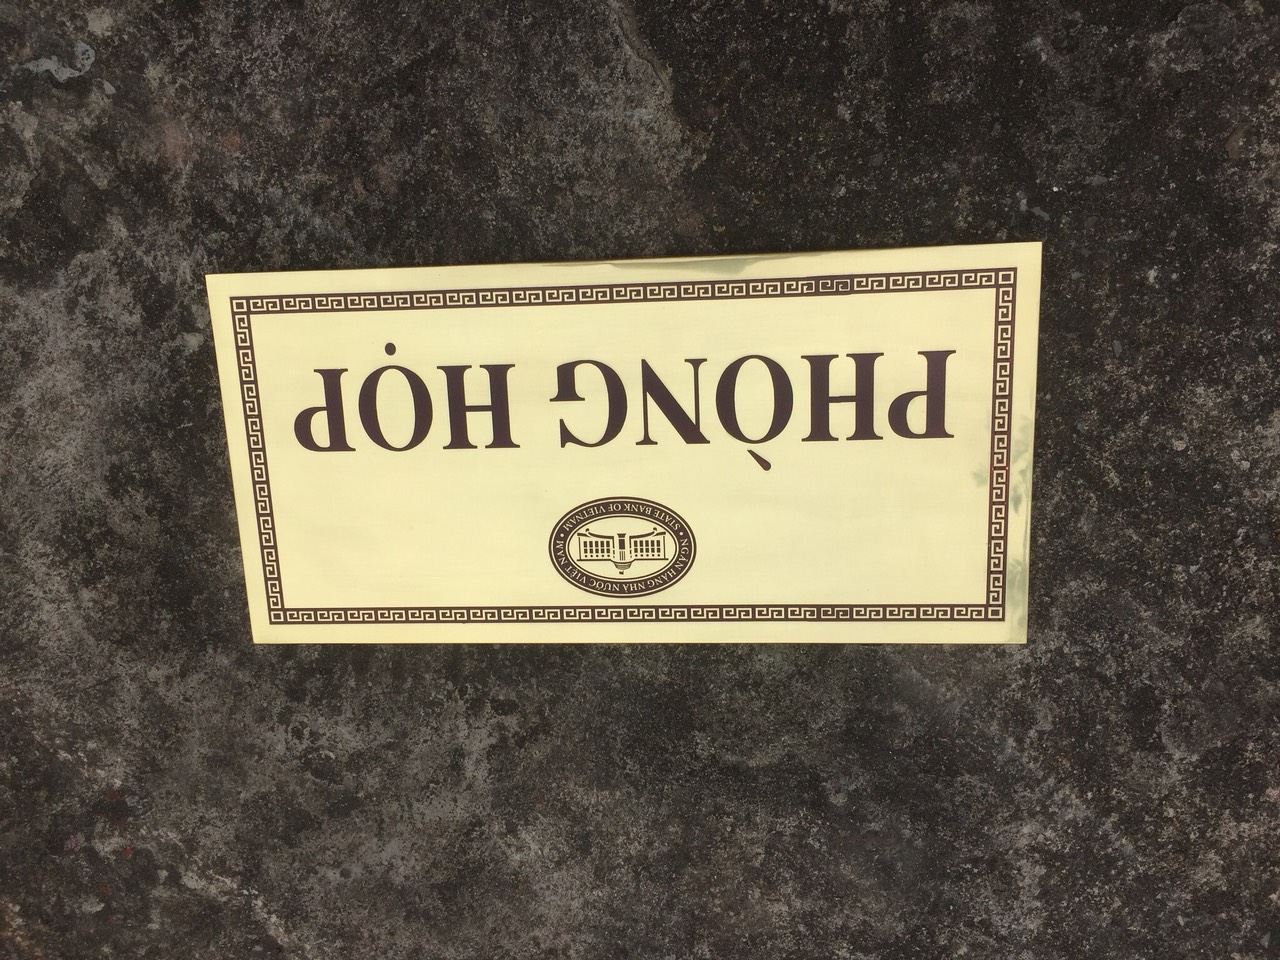 NGÂN HÀNG NHÀ NƯỚC VIỆT NAM
STATE BANK OF VIETNAM
PHÒNG HỌP